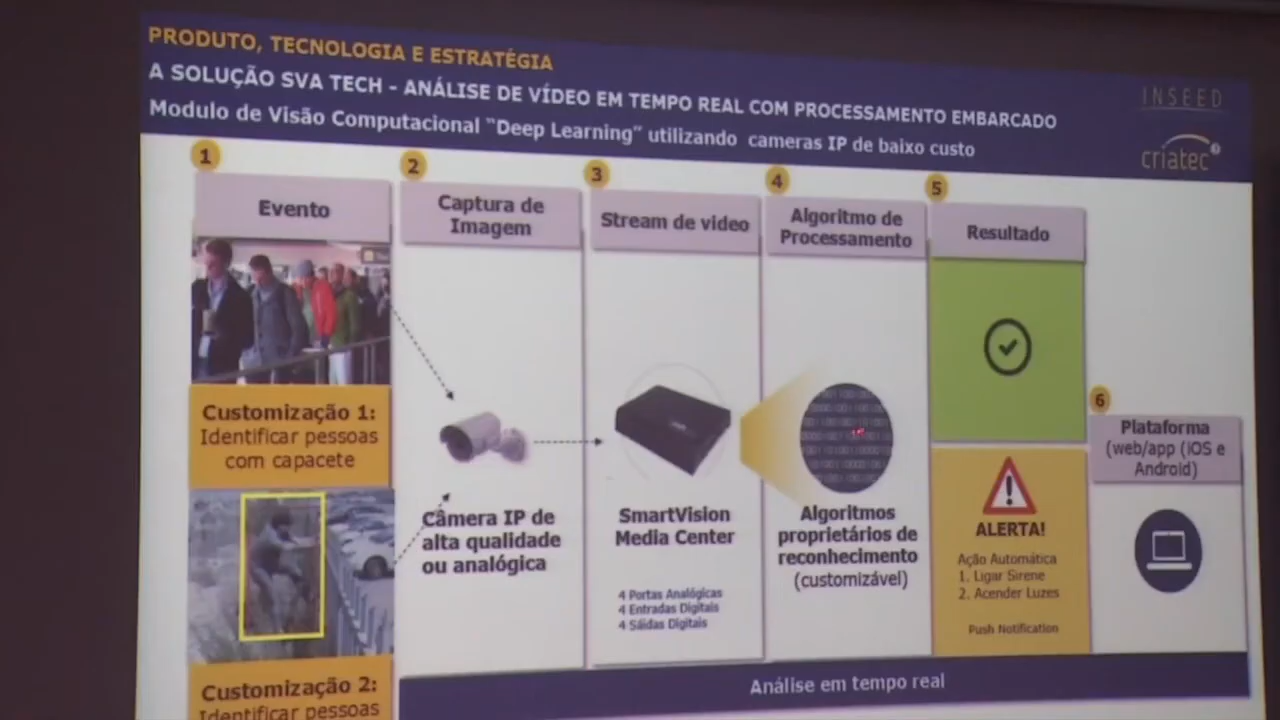 PRODUTO, TECNOLOGIA E ESTRATÉGIA
A SOLUÇÃO SVA TECH - ANÁLISE DE VÍDEO EM TEMPO REAL COM PROCESSAMENTO EMBARCADO
Modulo de Visão Computacional "Deep Learning" utilizando cameras IP de baixo custo
INSEED
criatec
1
Evento
Customização 1:
Identificar pessoas
com capacete
Customização 2:
Identificar pessoas
2
Captura de
Imagem
Câmera IP de
alta qualidade
ou analógica
3
Stream de video
SmartVision
Media Center
4 Portas Analógicas
4 Entradas Digitais
4 Sáidas Digitais
4
Algoritmo de
Processamento
Algoritmos
proprietários de
reconhecimento
(customizável)
5
Resultado
ALERTA!
Ação Automática
1. Ligar Sirene
2. Acender Luzes
Push Notification
6
Plataforma
(web/app (iOS e
Android)
Análise em tempo real